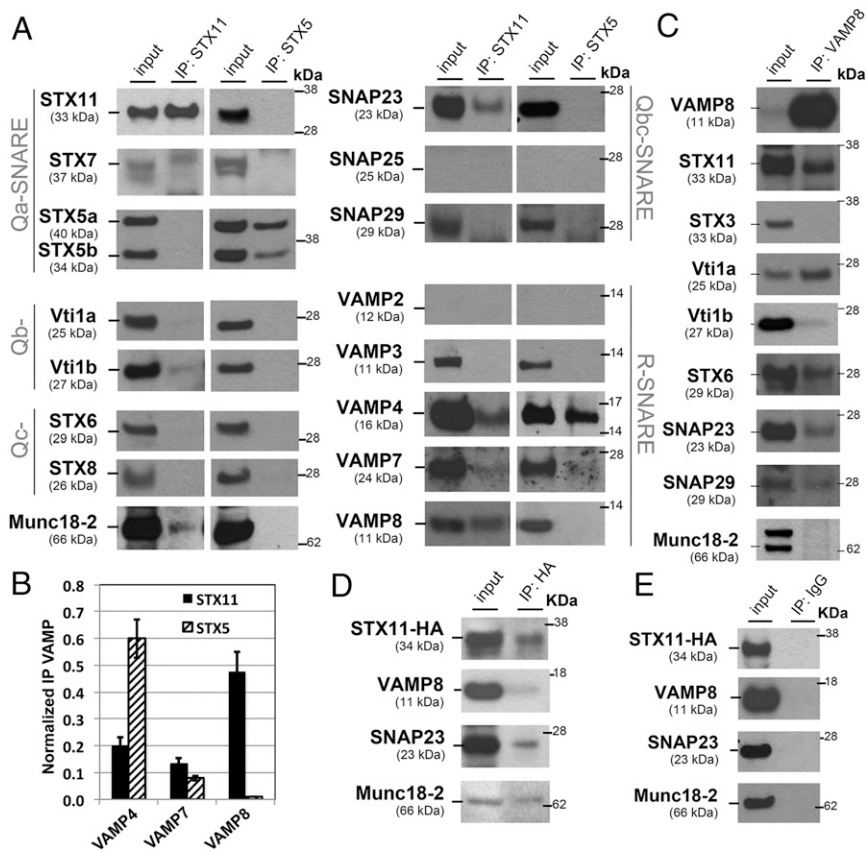 A
input
IP: STX11
input
IP: STX5
kDa
Qa-SNARE
STX11
(33 kDa)
38
28
STX7
(37 kDa)
STX5a
(40 kDa)
STX5b
(34 kDa)
38
Qb-
Vti1a
(25 kDa)
28
Vti1b
(27 kDa)
28
Qc-
STX6
(29 kDa)
28
STX8
(26 kDa)
28
Munc18-2
(66 kDa)
62
input
IP: STX11
input
IP: STX5
kDa
Qbc-SNARE
SNAP23
(23 kDa)
28
SNAP25
(25 kDa)
28
SNAP29
(29 kDa)
28
R-SNARE
VAMP2
(12 kDa)
14
VAMP3
(11 kDa)
14
VAMP4
(16 kDa)
17
14
VAMP7
(24 kDa)
28
VAMP8
(11 kDa)
14
C
input
IP: VAMP8
kDa
VAMP8
(11 kDa)
STX11
(33 kDa)
38
STX3
(33 kDa)
38
Vti1a
(25 kDa)
28
Vti1b
(27 kDa)
28
STX6
(29 kDa)
28
SNAP23
(23 kDa)
28
SNAP29
(29 kDa)
28
Munc18-2
(66 kDa)
62
B
Normalized IP VAMP
0.8
0.7
0.6
0.5
0.4
0.3
0.2
0.1
0.0
STX11
STX5
VAMP4
VAMP7
VAMP8
D
input
IP: HA
KDa
STX11-HA
(34 kDa)
38
VAMP8
(11 kDa)
18
SNAP23
(23 kDa)
28
Munc18-2
(66 kDa)
62
E
input
IP: IgG
KDa
STX11-HA
(34 kDa)
38
VAMP8
(11 kDa)
18
SNAP23
(23 kDa)
28
Munc18-2
(66 kDa)
62